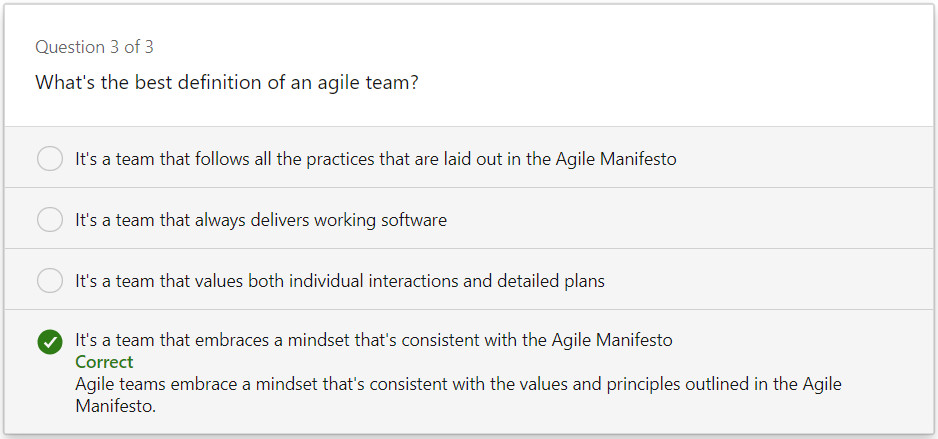 Question 3 of 3
What's the best definition of an agile team?
It's a team that follows all the practices that are laid out in the Agile Manifesto
It's a team that always delivers working software
It's a team that values both individual interactions and detailed plans
It's a team that embraces a mindset that's consistent with the Agile Manifesto
Correct
Agile teams embrace a mindset that's consistent with the values and principles outlined in the Agile
Manifesto.